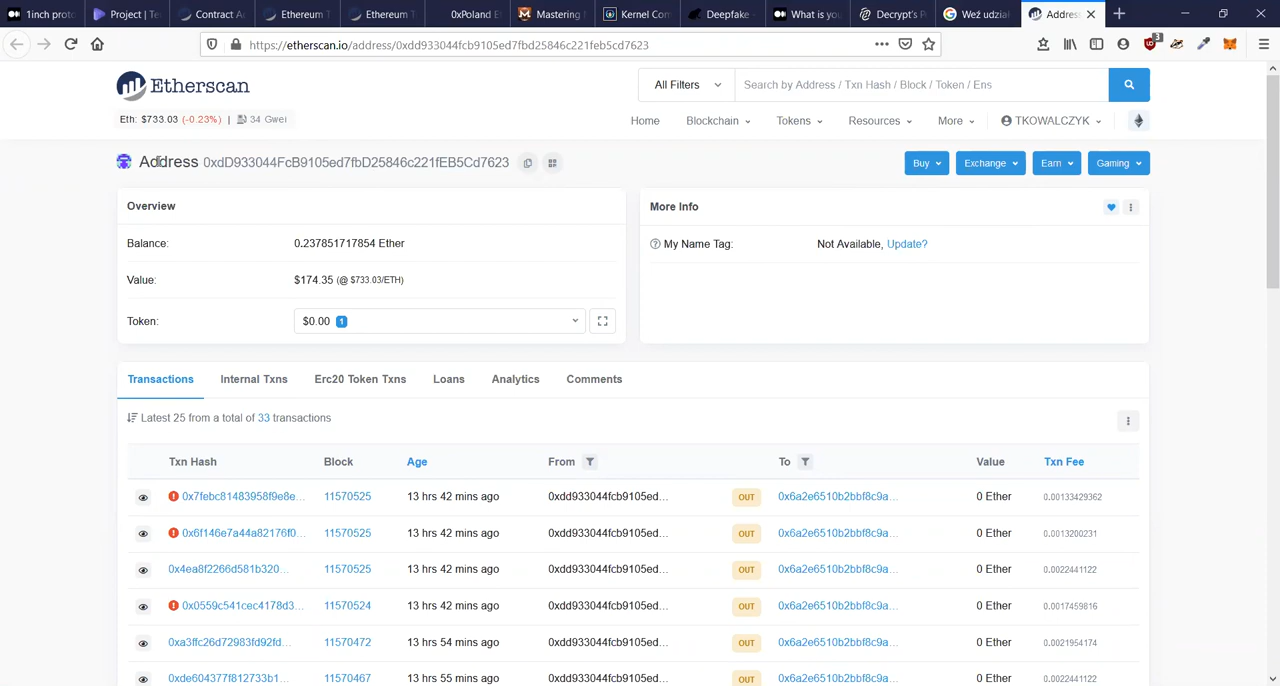 1inch proto
Project | Te
Contract A
Ethereum T
Ethereum T
0xPoland E
Mastering
Kernel Com
Deepfake
What is you
Decrypt's P
Weź udzia
Address
https://etherscan.io/address/0xdd933044fcb9105ed7fbd25846c221feb5cd7623
3
Etherscan
All Filters
Search by Address / Txn Hash / Block / Token / Ens
Eth: $733.03 (-0.23%) | 34 Gwei
Home Blockchain Tokens Resources More TKOWALCZYK
Address 0xdD933044FcB9105ed7fbD25846c221fEB5Cd7623
Buy Exchange Earn Gaming
Overview
Balance: 0.237851717854 Ether
Value: $174.35 (@ $733.03/ETH)
Token: $0.00 1
More Info
My Name Tag: Not Available, Update?
Transactions Internal Txns Erc20 Token Txns Loans Analytics Comments
Latest 25 from a total of 33 transactions
Txn Hash Block Age From To Value Txn Fee
0x7febc81483958f9e8e... 11570525 13 hrs 42 mins ago 0xdd933044fcb9105ed... OUT 0x6a2e6510b2bbf8c9a... 0 Ether 0.00133429362
0x6f146e7a44a82176f0... 11570525 13 hrs 42 mins ago 0xdd933044fcb9105ed... OUT 0x6a2e6510b2bbf8c9a... 0 Ether 0.0013200231
0x4ea8f2266d581b320... 11570525 13 hrs 42 mins ago 0xdd933044fcb9105ed... OUT 0x6a2e6510b2bbf8c9a... 0 Ether 0.0022441122
0x0559c541cec4178d3... 11570524 13 hrs 42 mins ago 0xdd933044fcb9105ed... OUT 0x6a2e6510b2bbf8c9a... 0 Ether 0.0017459816
0xa3ffc26d72983fd92fd... 11570472 13 hrs 54 mins ago 0xdd933044fcb9105ed... OUT 0x6a2e6510b2bbf8c9a... 0 Ether 0.0021954174
0xde604377f812733b1... 11570467 13 hrs 55 mins ago 0xdd933044fcb9105ed... OUT 0x6a2e6510b2bbf8c9a... 0 Ether 0.0022441122